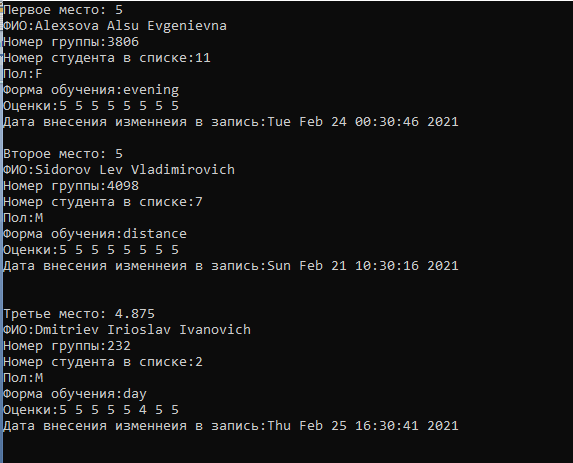 Первое место: 5
ФИО:Alexsova Alsu Evgenievna
Номер группы:3806
Номер студента в списке:11
Пол:F
Форма обучения:evening
Оценки:5 5 5 5 5 5 5 5
Дата внесения изменнеия в запись:Tue Feb 24 00:30:46 2021
Второе место: 5
ФИО:Sidorov Lev Vladimirovich
Номер группы:4098
Номер студента в списке:7
Пол:M
Форма обучения:distance
Оценки:5 5 5 5 5 5 5 5
Дата внесения изменнеия в запись:Sun Feb 21 10:30:16 2021
Третье место: 4.875
ФИО:Dmitriev Irioslav Ivanovich
Номер группы:232
Номер студента в списке:2
Пол:M
Форма обучения:day
Оценки:5 5 5 5 5 4 5 5
Дата внесения изменнеия в запись:Thu Feb 25 16:30:41 2021